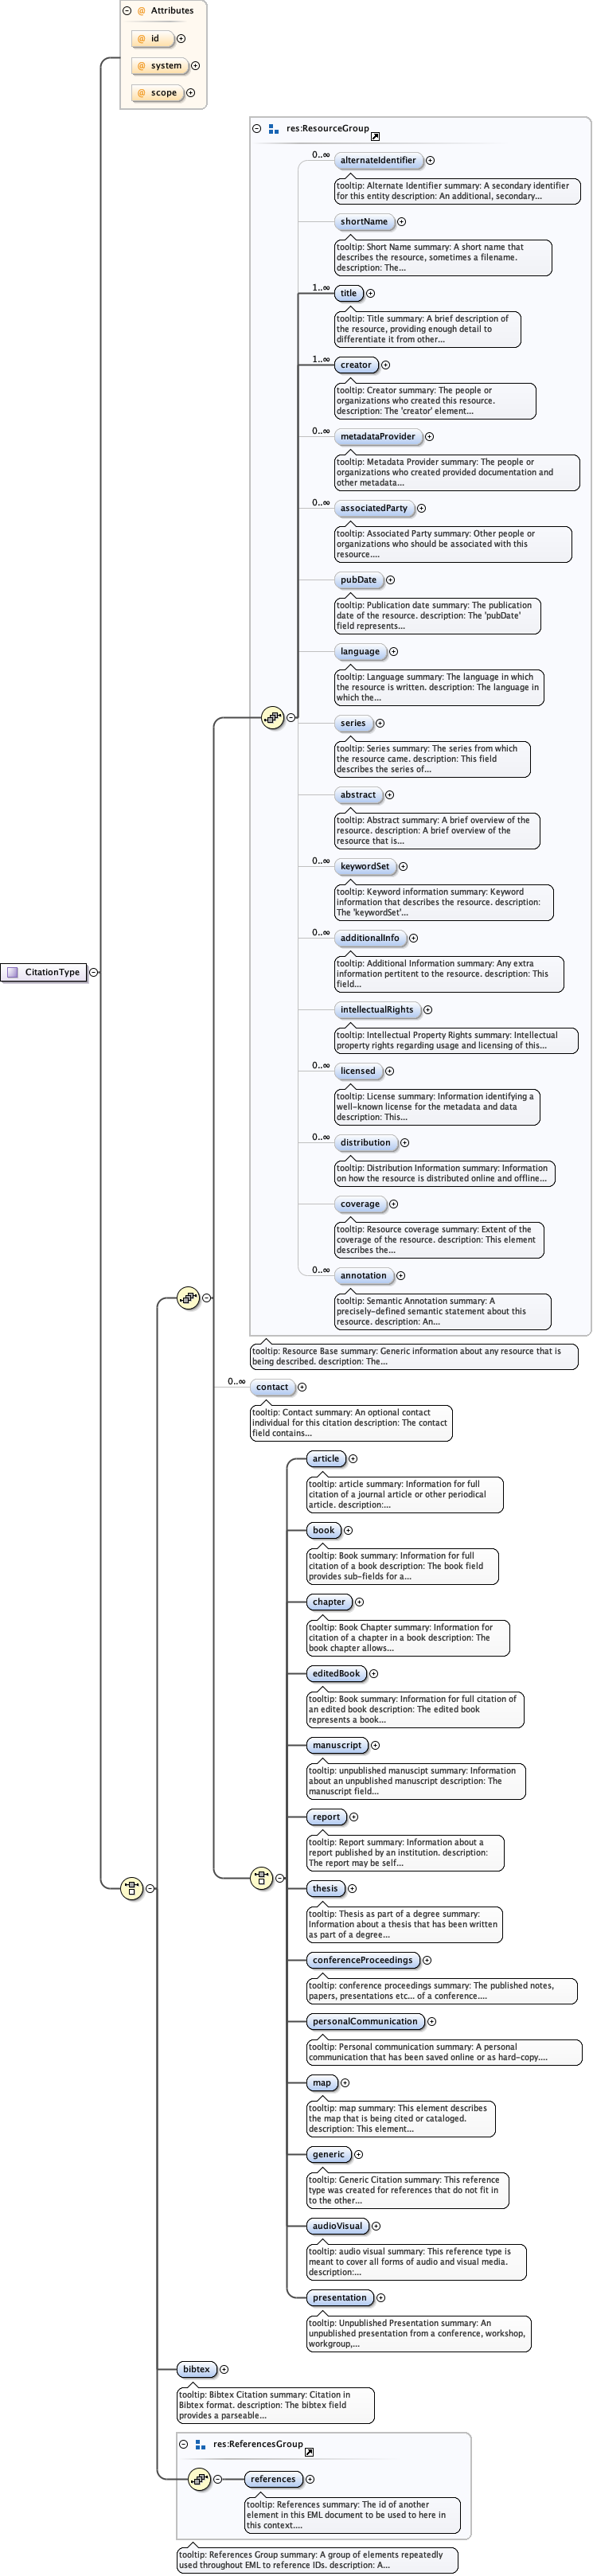 @ Attributes
@ id
@ system
@ scope
res:ResourceGroup
0..∞
alternateIdentifier
tooltip: Alternate Identifier summary: A secondary identifier
for this entity description: An additional, secondary...
shortName
tooltip: Short Name summary: A short name that
describes the resource, sometimes a filename.
description: The...
1..∞
title
tooltip: Title summary: A brief description of
the resource, providing enough detail to
differentiate it from other...
1..∞
creator
tooltip: Creator summary: The people or
organizations who created this resource.
description: The 'creator' element...
0..∞
metadataProvider
tooltip: Metadata Provider summary: The people or
organizations who created provided documentation and
other metadata...
0..∞
associatedParty
tooltip: Associated Party summary: Other people or
organizations who should be associated with this
resource....
pubDate
tooltip: Publication date summary: The publication
date of the resource. description: The 'pubDate'
field represents...
language
tooltip: Language summary: The language in which
the resource is written. description: The language in
which the...
series
tooltip: Series summary: The series from which
the resource came. description: This field
describes the series of...
abstract
tooltip: Abstract summary: A brief overview of the
resource. description: A brief overview of the
resource that is...
0..∞
keywordSet
tooltip: Keyword information summary: Keyword
information that describes the resource. description:
The 'keywordSet'...
0..∞
additionalInfo
tooltip: Additional Information summary: Any extra
information pertitent to the resource. description: This
field...
intellectualRights
tooltip: Intellectual Property Rights summary: Intellectual
property rights regarding usage and licensing of this...
licensed
tooltip: License summary: Information identifying a
well-known license for the metadata and data
description: This...
0..∞
distribution
tooltip: Distribution Information summary: Information
on how the resource is distributed online and offline...
coverage
tooltip: Resource coverage summary: Extent of the
coverage of the resource. description: This element
describes the...
0..∞
annotation
tooltip: Semantic Annotation summary: A
precisely-defined semantic statement about this
resource. description: An...
tooltip: Resource Base summary: Generic information about any resource that is
being described. description: The...
CitationType
0..∞
contact
tooltip: Contact summary: An optional contact
individual for this citation description: The contact
field contains...
article
tooltip: article summary: Information for full
citation of a journal article or other periodical
article. description:...
book
tooltip: Book summary: Information for full
citation of a book description: The book field
provides sub-fields for a...
chapter
tooltip: Book Chapter summary: Information for
citation of a chapter in a book description: The
book chapter allows...
editedBook
tooltip: Book summary: Information for full citation of
an edited book description: The edited book
represents a book...
manuscript
tooltip: unpublished manuscipt summary: Information
about an unpublished manuscript description: The
manuscript field...
report
tooltip: Report summary: Information about a
report published by an institution. description:
The report may be self...
thesis
tooltip: Thesis as part of a degree summary:
Information about a thesis that has been written
as part of a degree...
conferenceProceedings
tooltip: conference proceedings summary: The published notes,
papers, presentations etc... of a conference....
personalCommunication
tooltip: Personal communication summary: A personal
communication that has been saved online or as hard-copy....
map
tooltip: map summary: This element describes
the map that is being cited or cataloged.
description: This element...
generic
tooltip: Generic Citation summary: This reference
type was created for references that do not fit in
to the other...
audioVisual
tooltip: audio visual summary: This reference type is
meant to cover all forms of audio and visual media.
description:...
presentation
tooltip: Unpublished Presentation summary: An
unpublished presentation from a conference, workshop,
workgroup,...
bibtex
tooltip: Bibtex Citation summary: Citation in
Bibtex format. description: The bibtex field
provides a parseable...
res:ReferencesGroup
references
tooltip: References summary: The id of another
element in this EML document to be used to here in
this context....
tooltip: References Group summary: A group of elements repeatedly
used throughout EML to reference IDs. description: A...